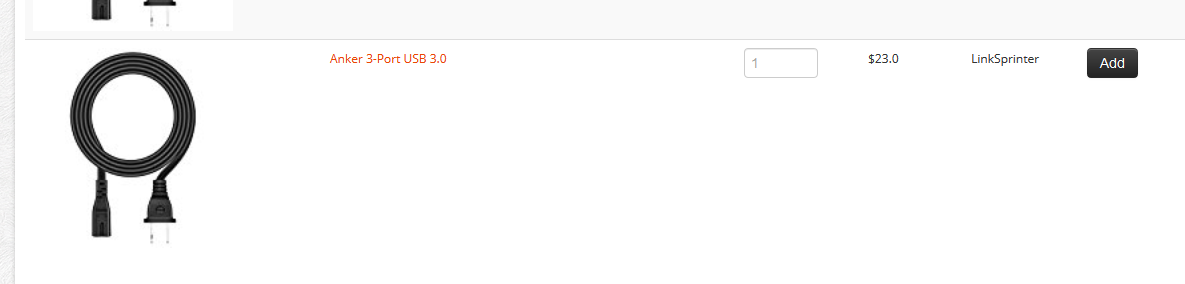 Anker 3-Port USB 3.0
1
$23.0
LinkSprinter
Add